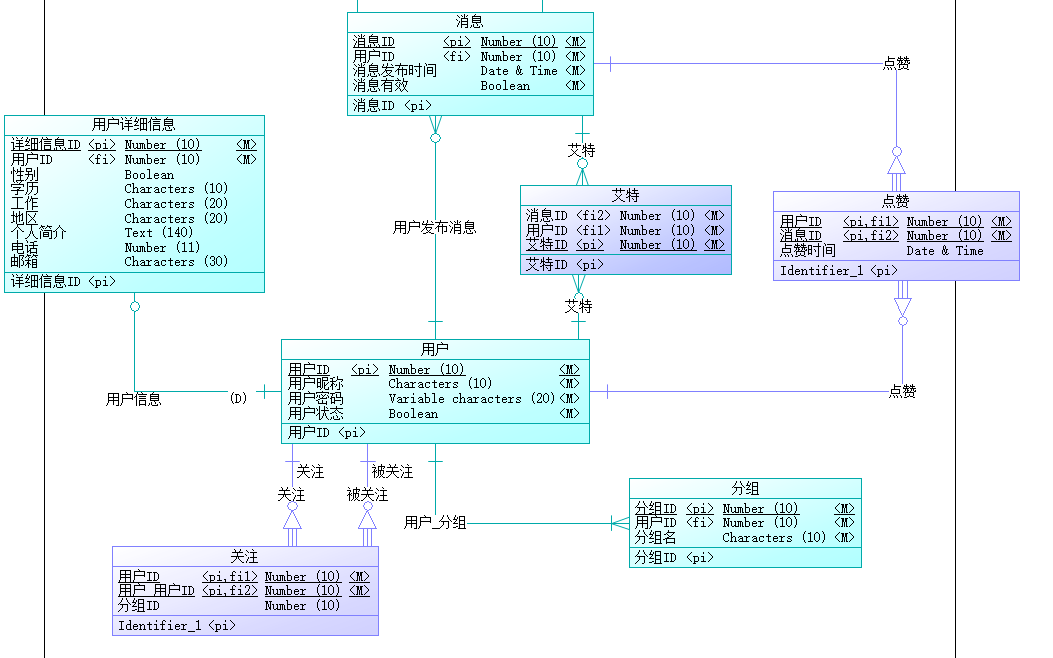 消息
消息ID <pi> Number (10) <M>
用户ID <fi> Number (10) <M>
消息发布时间 Date & Time <M>
消息有效 Boolean <M>
消息ID <pi>
点赞
用户详细信息
详细信息ID <pi> Number (10) <M>
用户ID <fi> Number (10) <M>
性别 Boolean
学历 Characters (10)
工作 Characters (20)
地区 Characters (20)
个人简介 Text (140)
电话 Number (11)
邮箱 Characters (30)
详细信息ID <pi>
艾特
艾特
消息ID <fi2> Number (10) <M>
用户ID <fi1> Number (10) <M>
艾特ID <pi> Number (10) <M>
艾特ID <pi>
点赞
用户ID <pi,fi1> Number (10) <M>
消息ID <pi,fi2> Number (10) <M>
点赞时间 Date & Time
Identifier_1 <pi>
用户发布消息
艾特
用户
用户ID <pi> Number (10) <M>
用户昵称 Characters (10) <M>
用户密码 Variable characters (20) <M>
用户状态 Boolean <M>
用户ID <pi>
用户信息 (D)
点赞
关注
被关注
关注
被关注
分组
分组ID <pi> Number (10) <M>
用户ID <fi> Number (10) <M>
分组名 Characters (10) <M>
分组ID <pi>
用户_分组
关注
用户ID <pi,fi1> Number (10) <M>
用户_用户ID <pi,fi2> Number (10) <M>
分组ID Number (10)
Identifier_1 <pi>